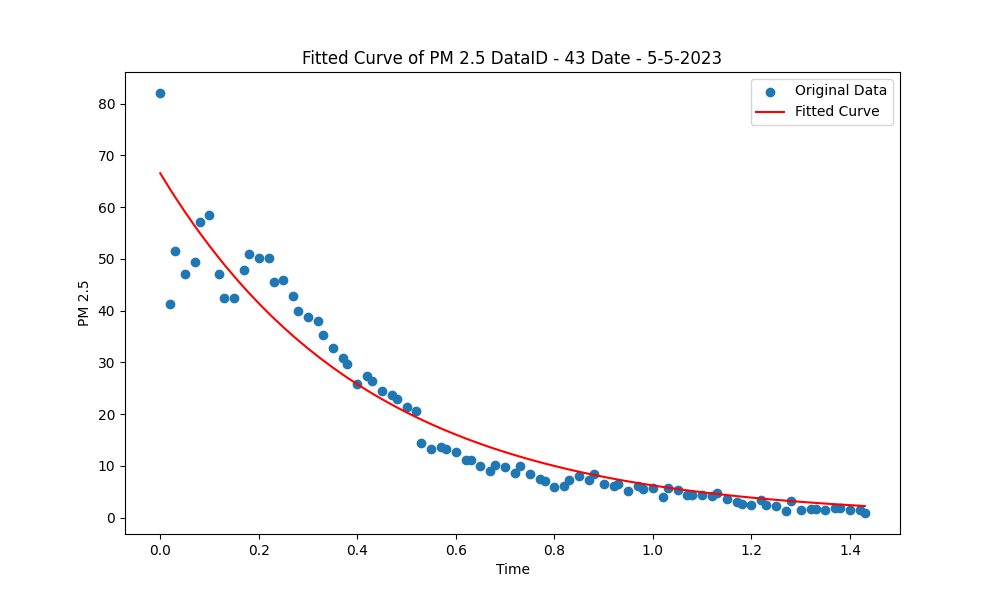 Fitted Curve of PM 2.5 DataID - 43 Date - 5-5-2023
Original Data
Fitted Curve
PM 2.5
80
70
60
50
40
30
20
10
0
0.0 0.2 0.4 0.6 0.8 1.0 1.2 1.4
Time